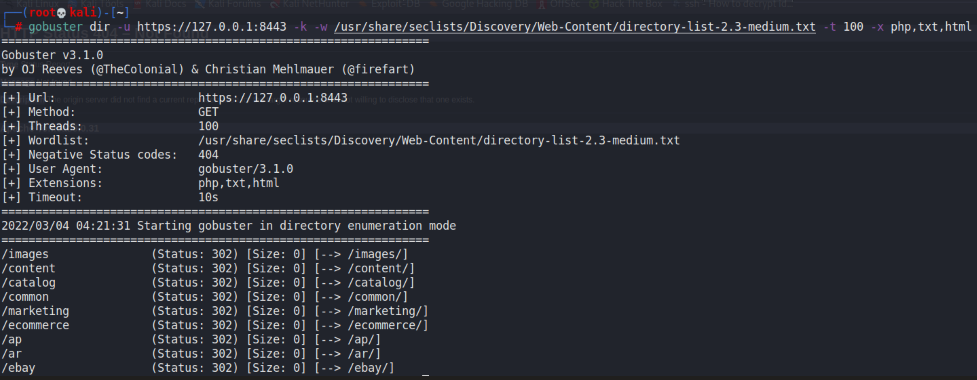 ┌──(root💀kali)-[~]
└─# gobuster dir -u https://127.0.0.1:8443 -k -w /usr/share/seclists/Discovery/Web-Content/directory-list-2.3-medium.txt -t 100 -x php,txt,html
===============================================================
Gobuster v3.1.0
by OJ Reeves (@TheColonial) & Christian Mehlmauer (@firefart)
===============================================================
[+] Url:                     https://127.0.0.1:8443
[+] Method:                  GET
[+] Threads:                 100
[+] Wordlist:                /usr/share/seclists/Discovery/Web-Content/directory-list-2.3-medium.txt
[+] Negative Status codes:   404
[+] User Agent:              gobuster/3.1.0
[+] Extensions:              php,txt,html
[+] Timeout:                 10s
===============================================================
2022/03/04 04:21:31 Starting gobuster in directory enumeration mode
===============================================================
/images               (Status: 302) [Size: 0] [--> /images/]
/content              (Status: 302) [Size: 0] [--> /content/]
/catalog              (Status: 302) [Size: 0] [--> /catalog/]
/common               (Status: 302) [Size: 0] [--> /common/]
/marketing            (Status: 302) [Size: 0] [--> /marketing/]
/ecommerce            (Status: 302) [Size: 0] [--> /ecommerce/]
/ap                   (Status: 302) [Size: 0] [--> /ap/]
/ar                   (Status: 302) [Size: 0] [--> /ar/]
/ebay                 (Status: 302) [Size: 0] [--> /ebay/]